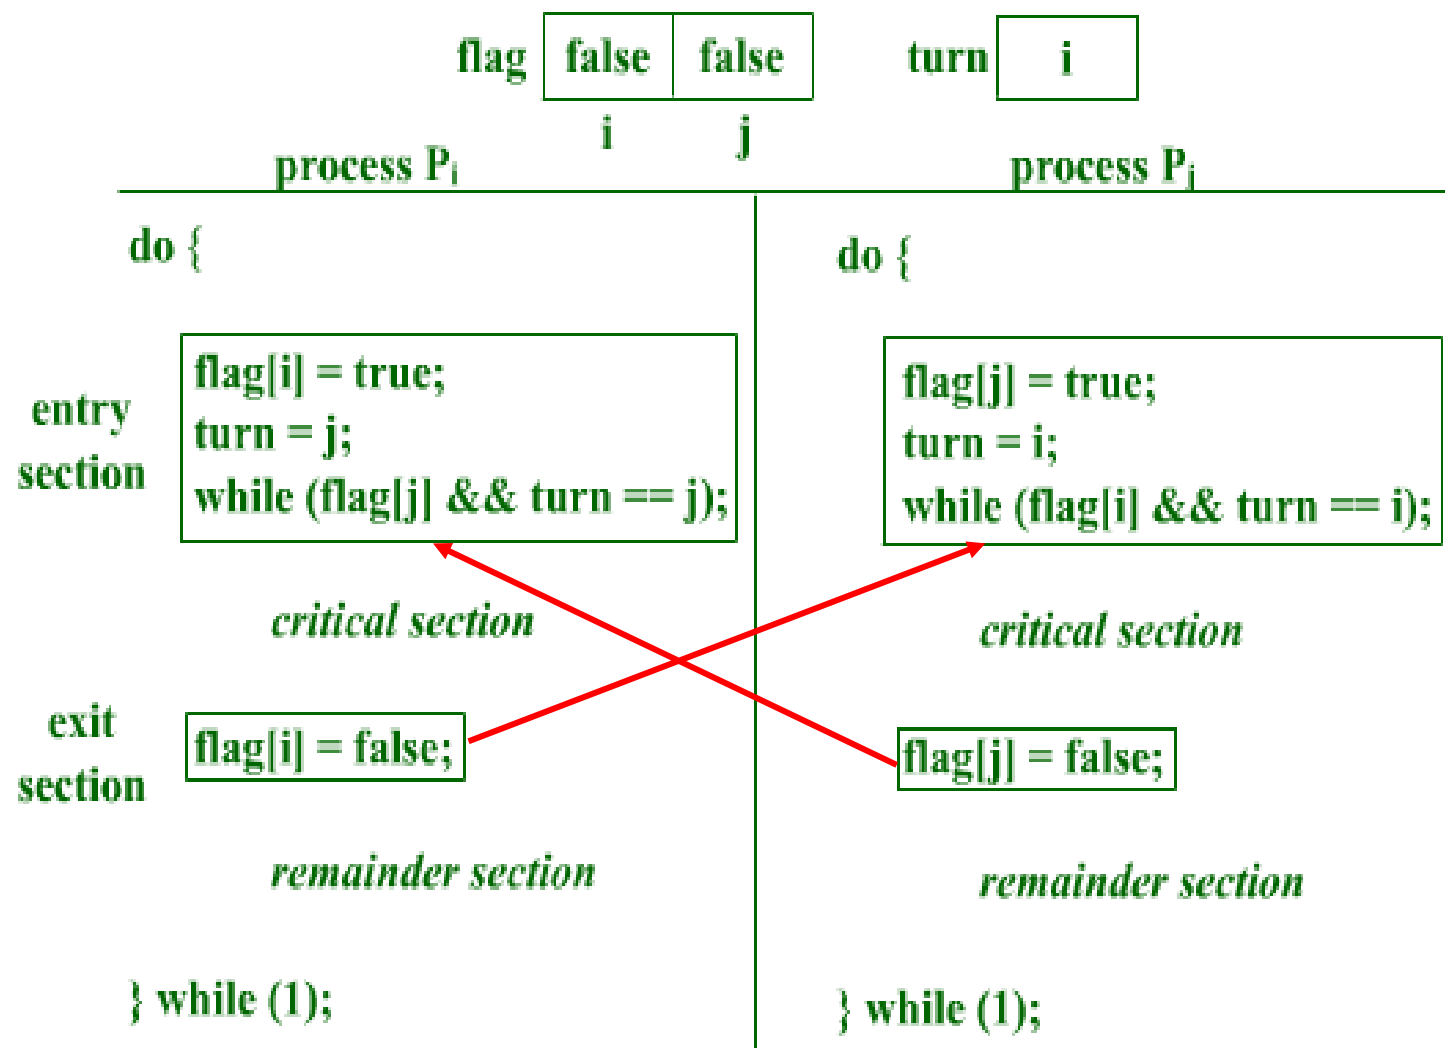 flag false false turn i
i j
process Pi process Pj
do {
flag[i] = true;
entry turn = j;
section while (flag[j] && turn == j);
critical section
exit flag[i] = false;
section
remainder section
} while (1);
do {
flag[j] = true;
turn = i;
while (flag[i] && turn == i);
critical section
flag[j] = false;
remainder section
} while (1);